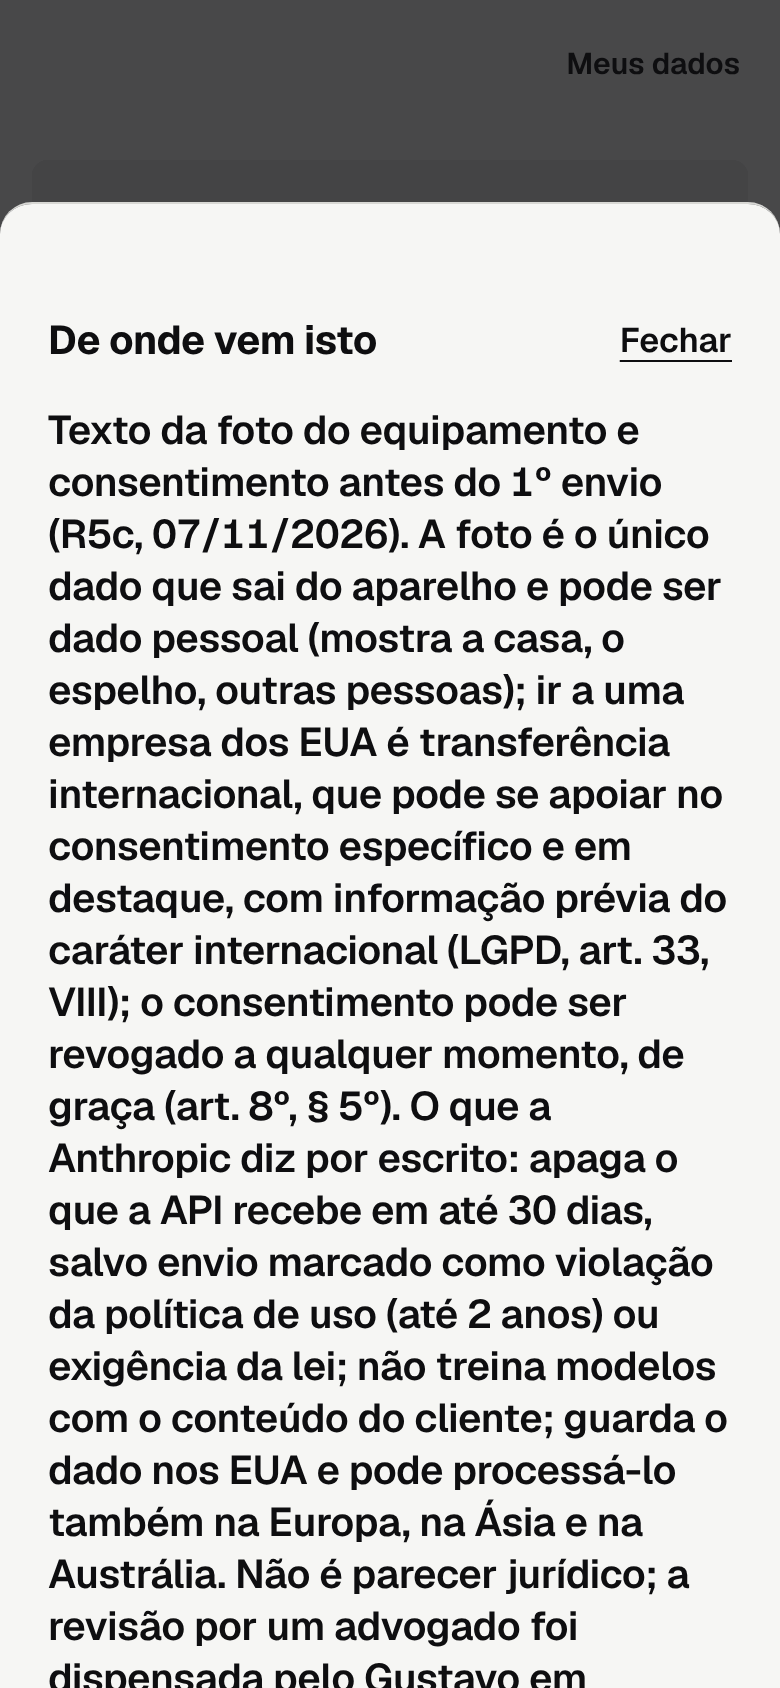 Meus dados
De onde vem isto
Fechar
Texto da foto do equipamento e
consentimento antes do 1º envio
(R5c, 07/11/2026). A foto é o único
dado que sai do aparelho e pode ser
dado pessoal (mostra a casa, o
espelho, outras pessoas); ir a uma
empresa dos EUA é transferência
internacional, que pode se apoiar no
consentimento específico e em
destaque, com informação prévia do
caráter internacional (LGPD, art. 33,
VIII); o consentimento pode ser
revogado a qualquer momento, de
graça (art. 8º, § 5º). O que a
Anthropic diz por escrito: apaga o
que a API recebe em até 30 dias,
salvo envio marcado como violação
da política de uso (até 2 anos) ou
exigência da lei; não treina modelos
com o conteúdo do cliente; guarda o
dado nos EUA e pode processá-lo
também na Europa, na Ásia e na
Austrália. Não é parecer jurídico; a
revisão por um advogado foi
dispensada pelo Gustavo em